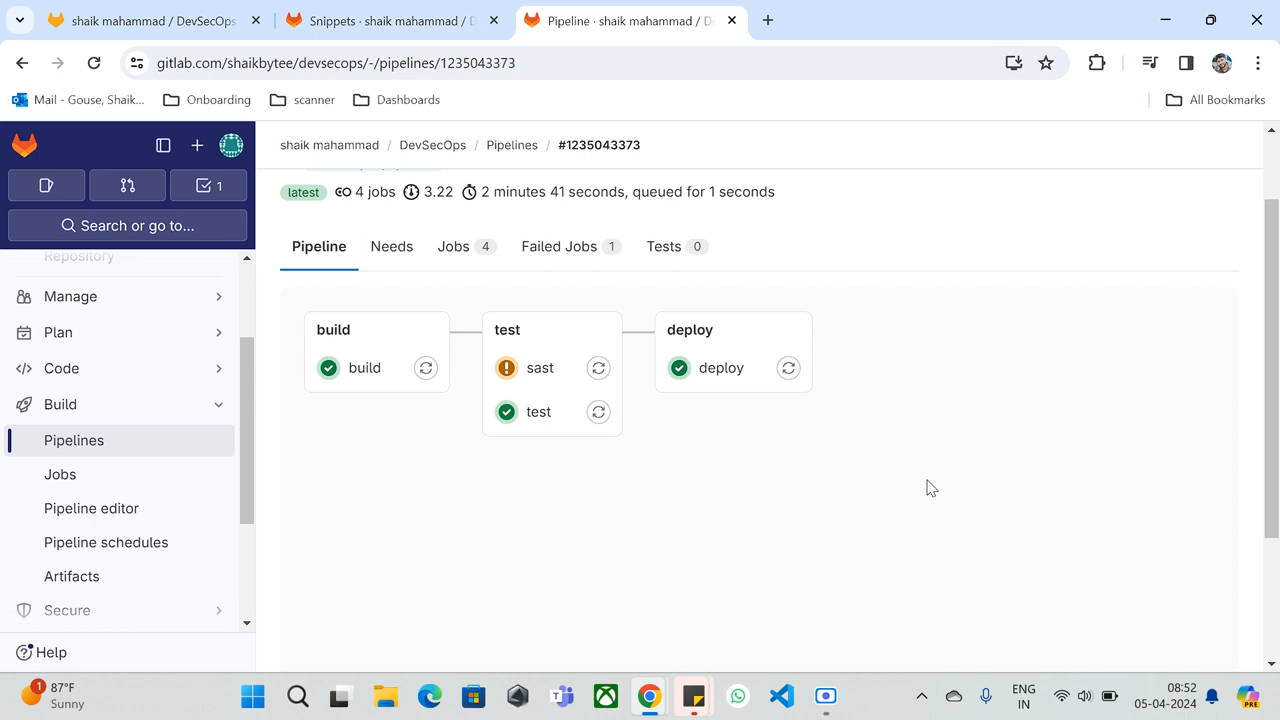 shaik mahammad / DevSecOps
Snippets · shaik mahammad / D
Pipeline · shaik mahammad / De
gitlab.com/shaikbytee/devsecops/-/pipelines/1235043373
Mail - Gouse, Shaik...
Onboarding
scanner
Dashboards
All Bookmarks
1
Search or go to...
Repository
Manage
Plan
Code
Build
Pipelines
Jobs
Pipeline editor
Pipeline schedules
Artifacts
Secure
Help
shaik mahammad / DevSecOps / Pipelines / #1235043373
latest 4 jobs 3.22 2 minutes 41 seconds, queued for 1 seconds
Pipeline Needs Jobs 4 Failed Jobs 1 Tests 0
build
build
test
sast
test
deploy
deploy
1
87°F
Sunny
ENG
IN
08:52
05-04-2024
PRE